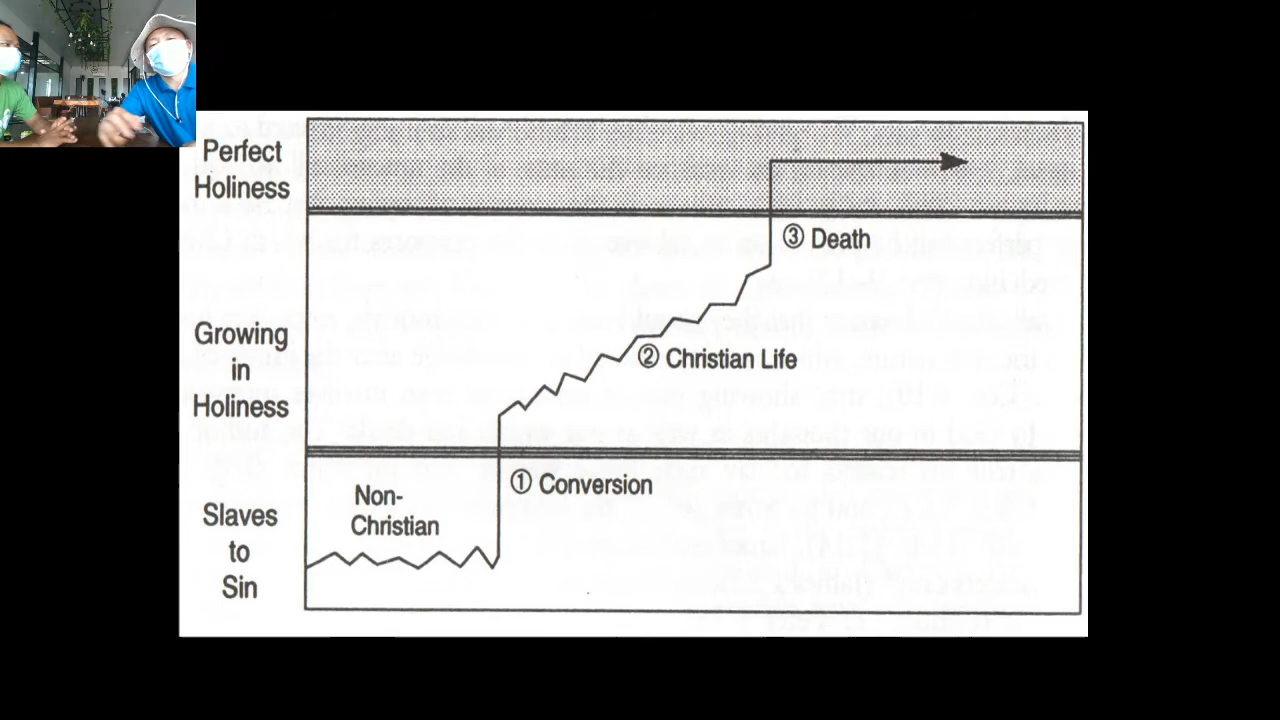 Perfect
Holiness
③ Death
Growing
in
Holiness
② Christian Life
① Conversion
Non-
Christian
Slaves
to
Sin